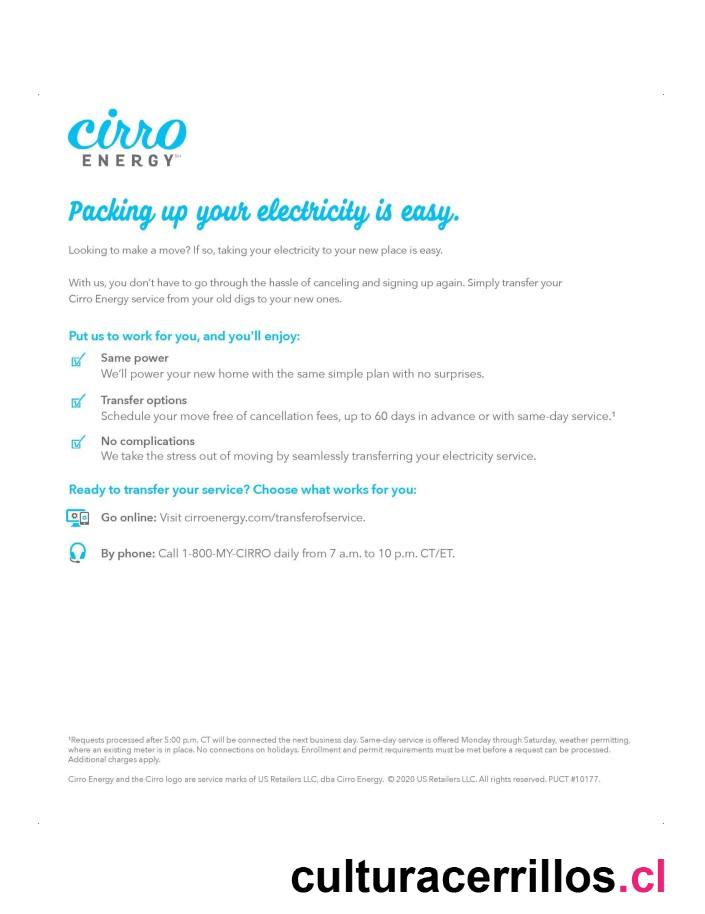 cirro
ENERGY℠
Packing up your electricity is easy.
Looking to make a move? If so, taking your electricity to your new place is easy.
With us, you don't have to go through the hassle of canceling and signing up again. Simply transfer your
Cirro Energy service from your old digs to your new ones.
Put us to work for you, and you'll enjoy:
Same power
We'll power your new home with the same simple plan with no surprises.
Transfer options
Schedule your move free of cancellation fees, up to 60 days in advance or with same-day service.¹
No complications
We take the stress out of moving by seamlessly transferring your electricity service.
Ready to transfer your service? Choose what works for you:
Go online: Visit cirroenergy.com/transferofservice.
By phone: Call 1-800-MY-CIRRO daily from 7 a.m. to 10 p.m. CT/ET.
¹Requests processed after 5:00 p.m. CT will be connected the next business day. Same-day service is offered Monday through Saturday, weather permitting,
where an existing meter is in place. No connections on holidays. Enrollment and permit requirements must be met before a request can be processed.
Additional charges apply.
Cirro Energy and the Cirro logo are service marks of US Retailers LLC, dba Cirro Energy. © 2020 US Retailers LLC. All rights reserved. PUCT #10177.
culturacerrillos.cl